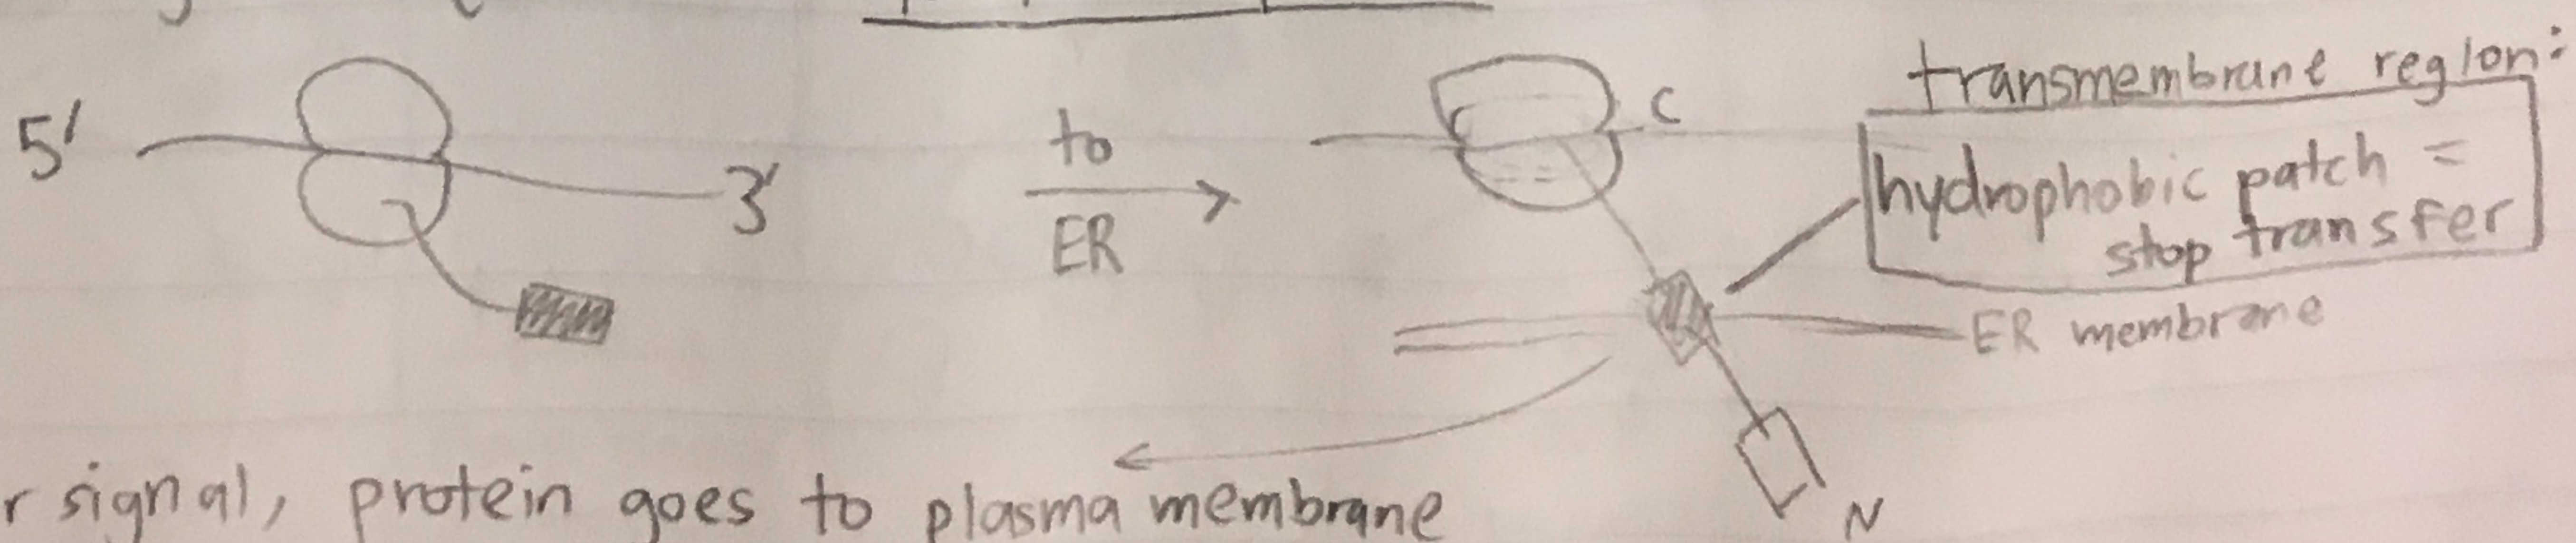 5'
3'
to
ER
C
transmembrane region:
hydrophobic patch =
stop transfer
ER membrane
N
r signal, protein goes to plasma membrane